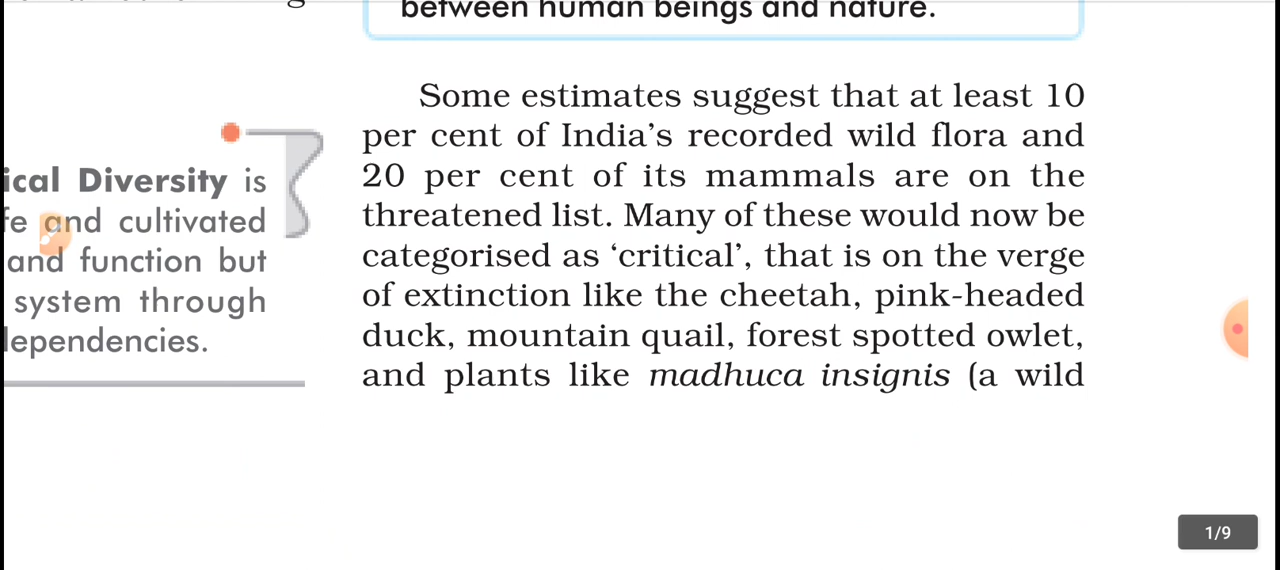 between human beings and nature.
ical Diversity is
and cultivated
and function but
system through
dependencies.
Some estimates suggest that at least 10
per cent of India's recorded wild flora and
20 per cent of its mammals are on the
threatened list. Many of these would now be
categorised as 'critical', that is on the verge
of extinction like the cheetah, pink-headed
duck, mountain quail, forest spotted owlet,
and plants like madhuca insignis (a wild
1/9